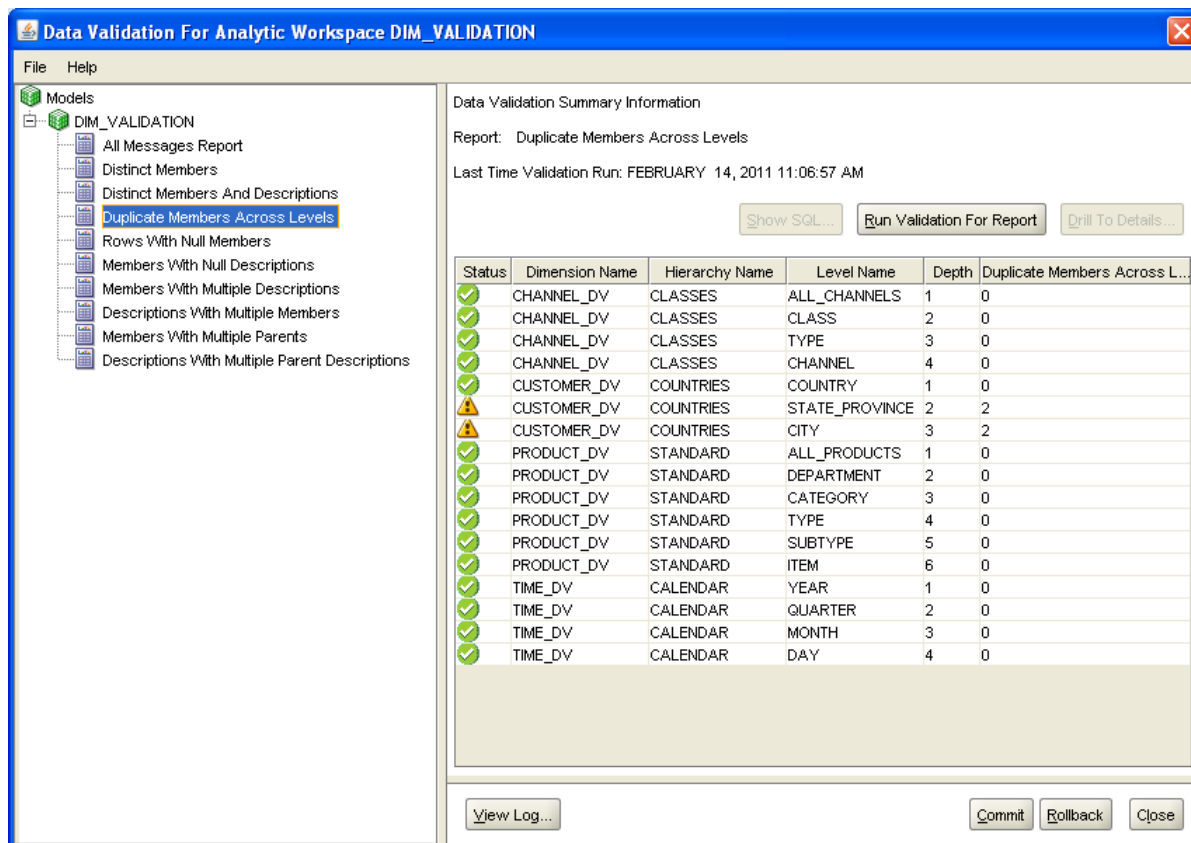 Data Validation For Analytic Workspace DIM_VALIDATION
File Help
Models
DIM_VALIDATION
All Messages Report
Distinct Members
Distinct Members And Descriptions
Duplicate Members Across Levels
Rows With Null Members
Members With Null Descriptions
Members With Multiple Descriptions
Descriptions With Multiple Members
Members With Multiple Parents
Descriptions With Multiple Parent Descriptions
Data Validation Summary Information
Report: Duplicate Members Across Levels
Last Time Validation Run: FEBRUARY 14, 2011 11:06:57 AM
Show SQL... Run Validation For Report Drill To Details...
Status Dimension Name Hierarchy Name Level Name Depth Duplicate Members Across L...
CHANNEL_DV CLASSES ALL_CHANNELS 1 0
CHANNEL_DV CLASSES CLASS 2 0
CHANNEL_DV CLASSES TYPE 3 0
CHANNEL_DV CLASSES CHANNEL 4 0
CUSTOMER_DV COUNTRIES COUNTRY 1 0
CUSTOMER_DV COUNTRIES STATE_PROVINCE 2 2
CUSTOMER_DV COUNTRIES CITY 3 2
PRODUCT_DV STANDARD ALL_PRODUCTS 1 0
PRODUCT_DV STANDARD DEPARTMENT 2 0
PRODUCT_DV STANDARD CATEGORY 3 0
PRODUCT_DV STANDARD TYPE 4 0
PRODUCT_DV STANDARD SUBTYPE 5 0
PRODUCT_DV STANDARD ITEM 6 0
TIME_DV CALENDAR YEAR 1 0
TIME_DV CALENDAR QUARTER 2 0
TIME_DV CALENDAR MONTH 3 0
TIME_DV CALENDAR DAY 4 0
View Log... Commit Rollback Close